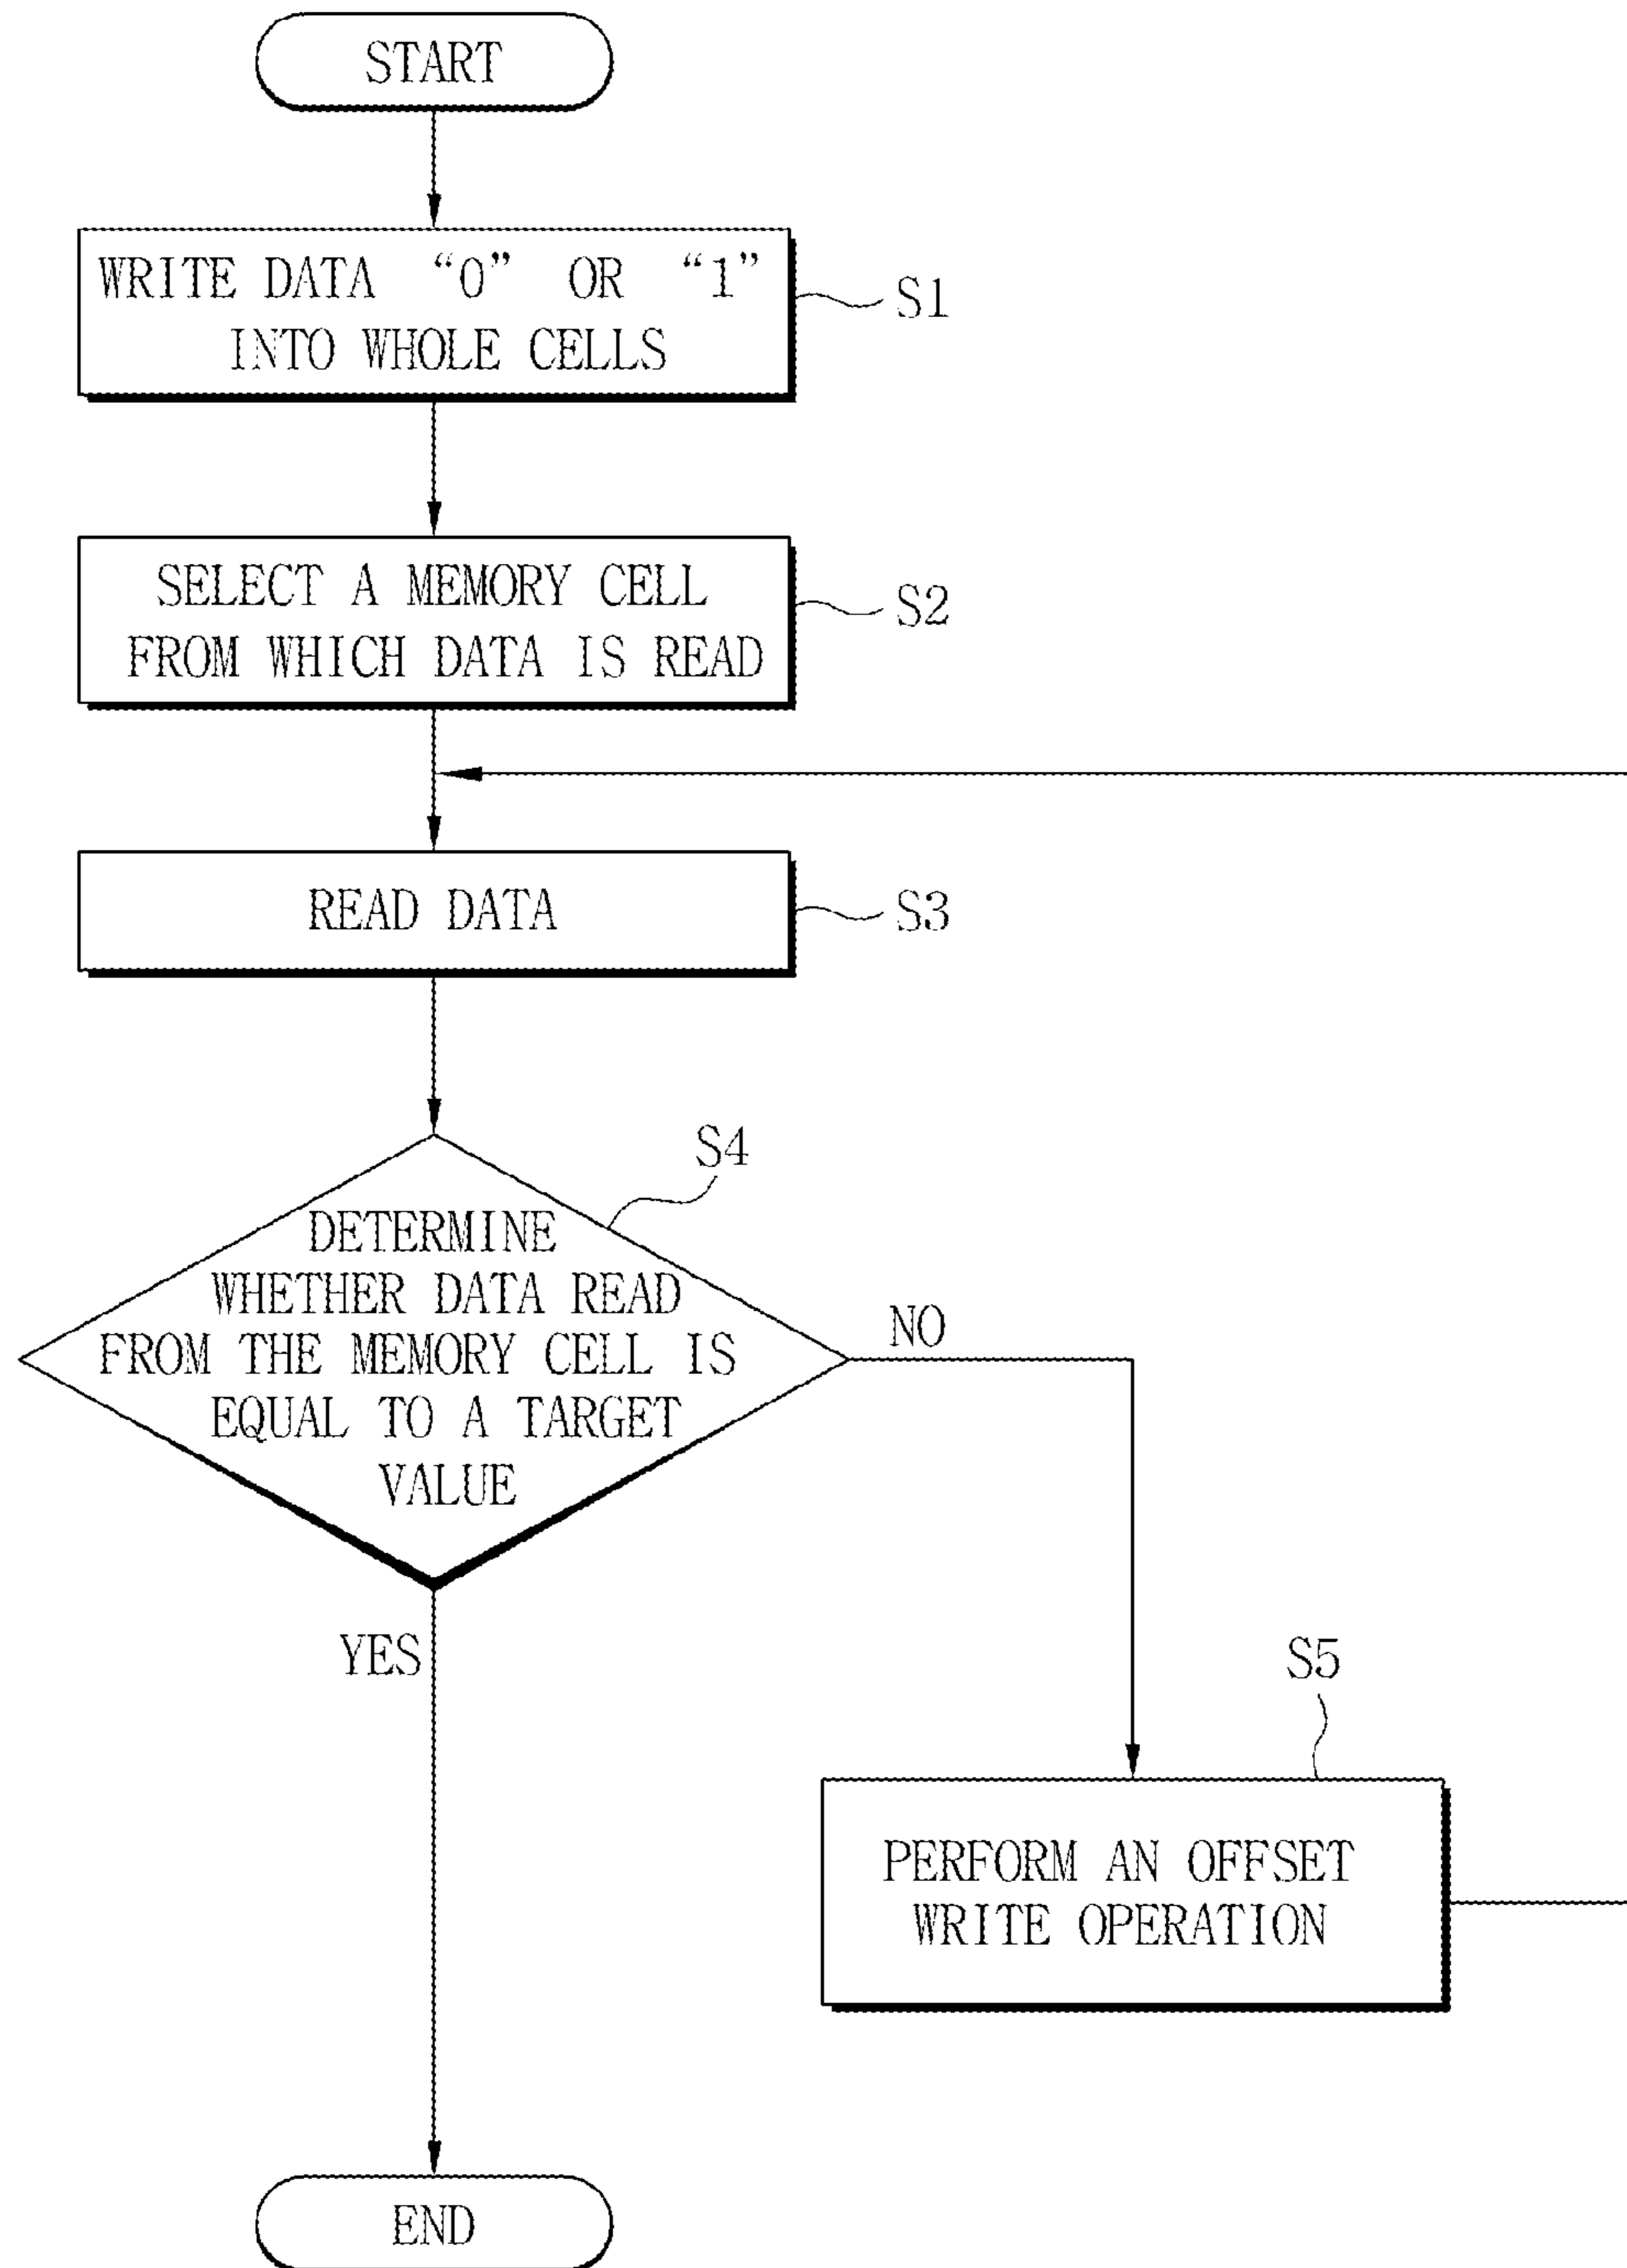 START
WRITE DATA “0” OR “1”
INTO WHOLE CELLS
S1
SELECT A MEMORY CELL
FROM WHICH DATA IS READ
S2
READ DATA
S3
S4
DETERMINE
WHETHER DATA READ
FROM THE MEMORY CELL IS
EQUAL TO A TARGET
VALUE
NO
YES
S5
PERFORM AN OFFSET
WRITE OPERATION
END